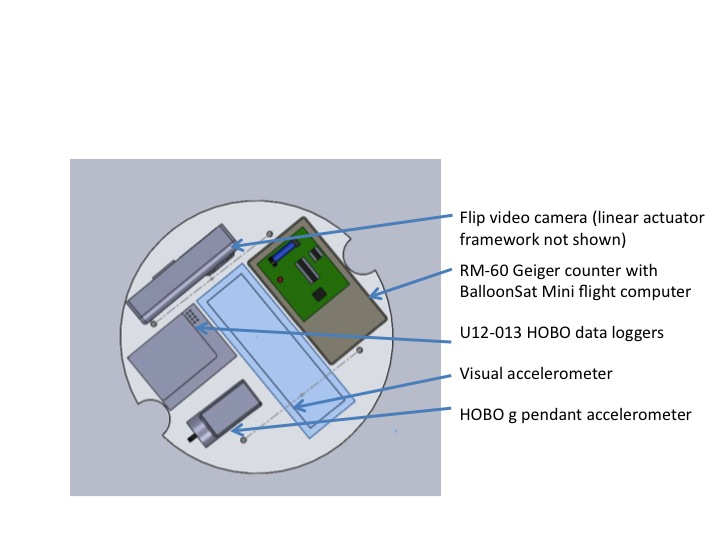 Flip video camera (linear actuator
framework not shown)
RM-60 Geiger counter with
BalloonSat Mini flight computer
U12-013 HOBO data loggers
Visual accelerometer
HOBO g pendant accelerometer